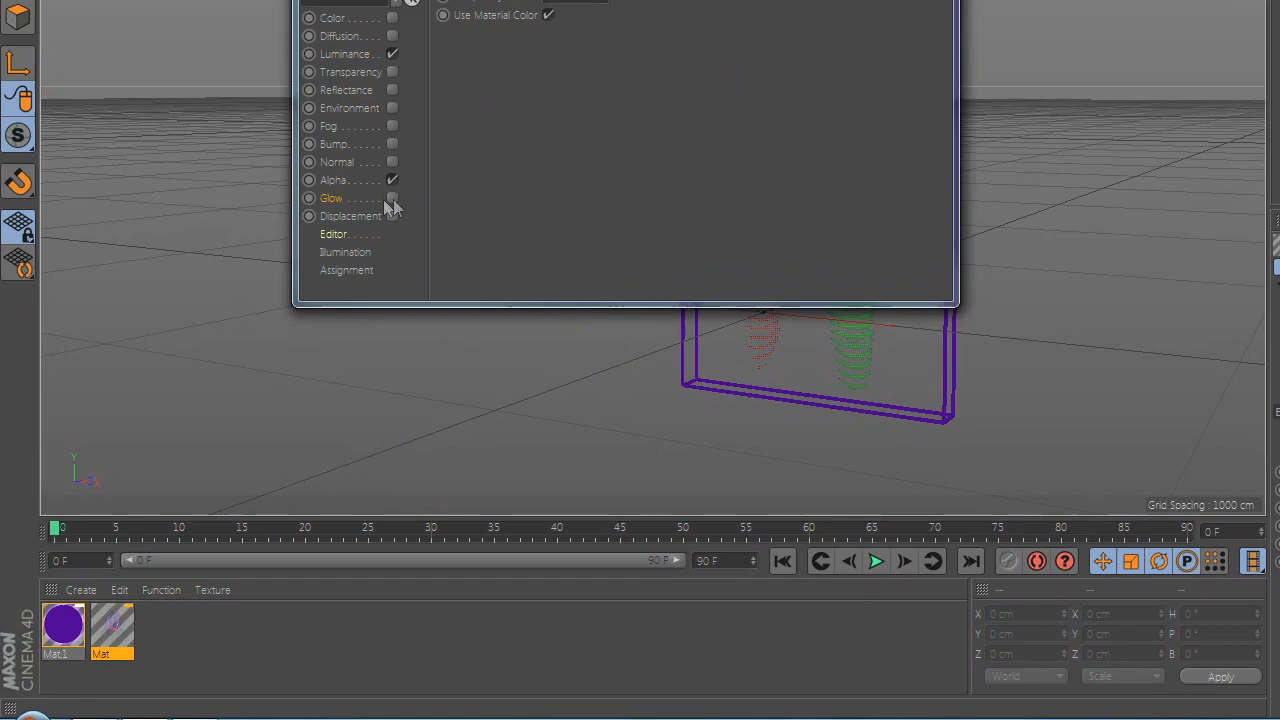 Color . . . . . .
Diffusion. . . .
Luminance . .
Transparency
Reflectance
Environment
Fog . . . . . . .
Bump. . . . . .
Normal . . . .
Alpha. . . . . .
Glow . . . . . .
Displacement
Editor. . . . . .
Illumination
Assignment
Use Material Color
Y
X
Grid Spacing : 1000 cm
0 5 10 15 20 25 30 35 40 45 50 55 60 65 70 75 80 85 90
0 F
0 F
0 F
90 F
90 F
P
Create Edit Function Texture
Mat.1
Mat
-- -- --
X 0 cm X 0 cm H 0 °
Y 0 cm Y 0 cm P 0 °
Z 0 cm Z 0 cm B 0 °
World Scale Apply
MAXON
CINEMA 4D
S